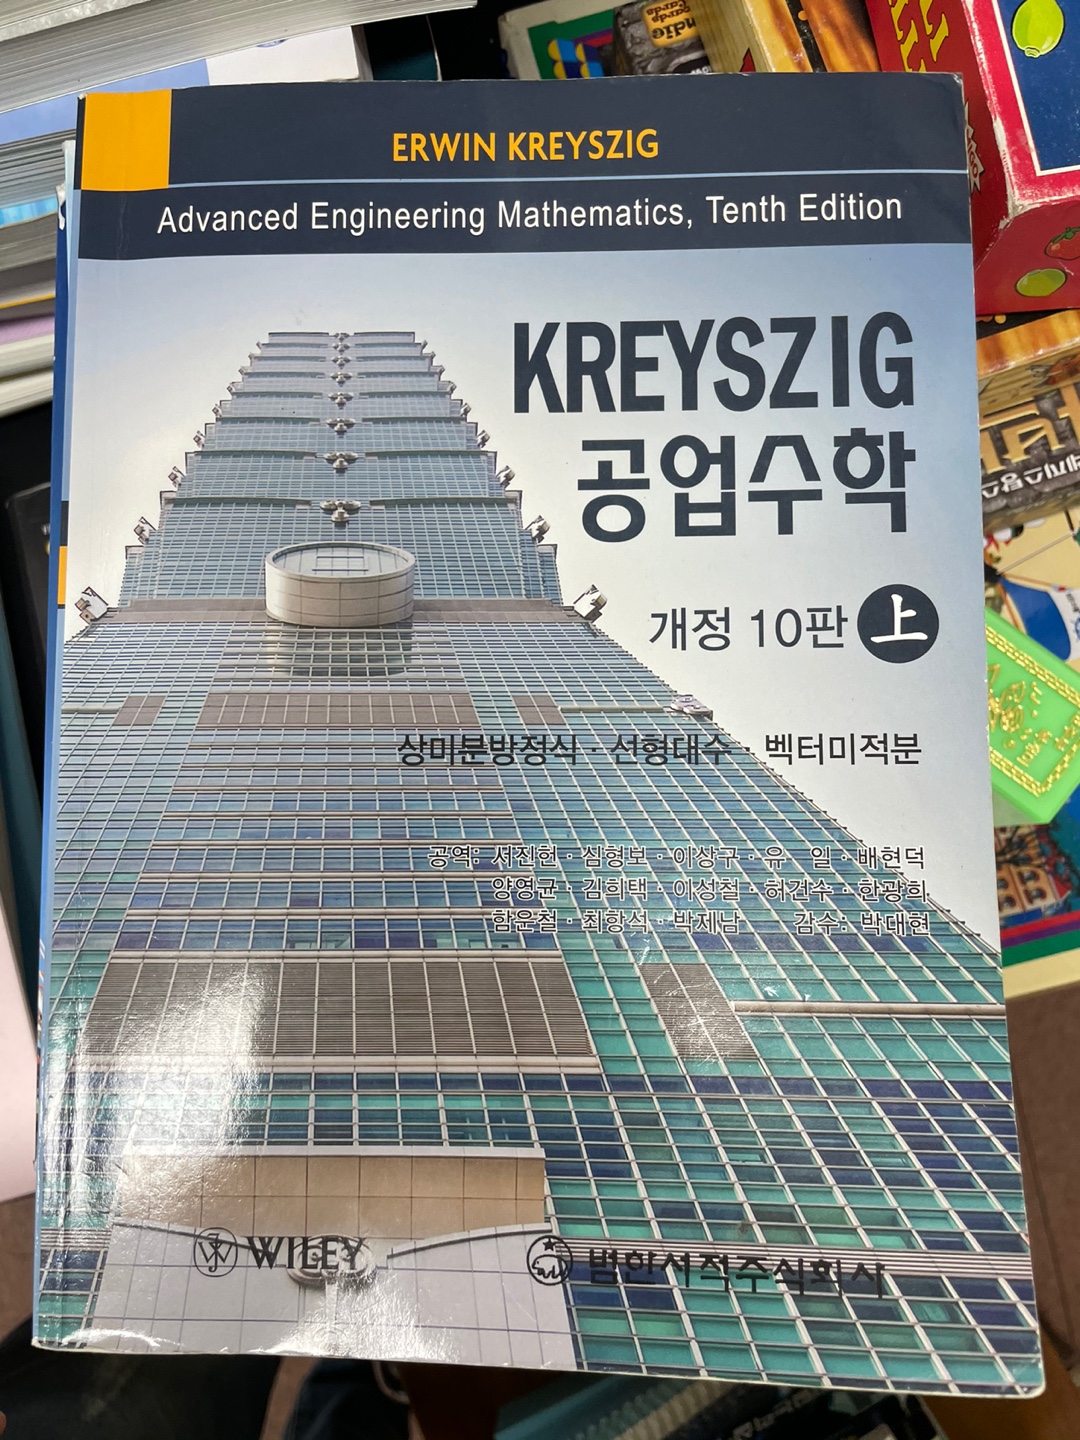 ERWIN KREYSZIG
Advanced Engineering Mathematics, Tenth Edition
KREYSZIG
공업수학
개정 10판 上
상미분방정식 · 선형대수 · 벡터미적분
공역: 서진헌 · 심형보 · 이상구 · 유 일 · 배현덕
양영균 · 김희택 · 이성철 · 허건수 · 한광희
함운철 · 최항석 · 박제남 감수: 박대현
WILEY
범한서적주식회사